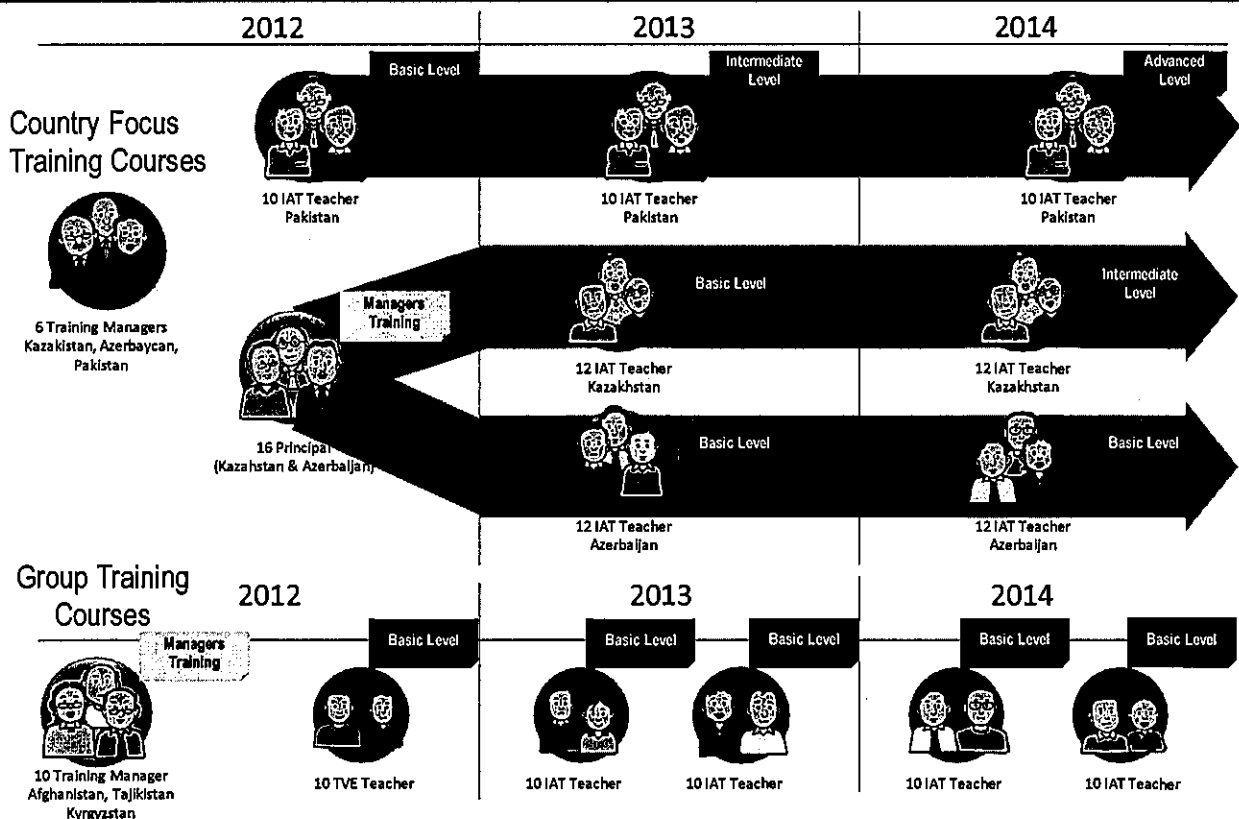 2012
2013
2014
Country Focus
Training Courses
Basic Level
Intermediate
Level
Advanced
Level
10 IAT Teacher
Pakistan
10 IAT Teacher
Pakistan
10 IAT Teacher
Pakistan
6 Training Managers
Kazakistan, Azerbaycan,
Pakistan
Managers
Training
Basic Level
Intermediate
Level
16 Principal
(Kazahstan & Azerbaijan)
12 IAT Teacher
Kazakhstan
12 IAT Teacher
Kazakhstan
Basic Level
Basic Level
12 IAT Teacher
Azerbaijan
12 IAT Teacher
Azerbaijan
Group Training
Courses
2012
2013
2014
Managers
Training
Basic Level
Basic Level
Basic Level
Basic Level
Basic Level
10 Training Manager
Afghanistan, Tajikistan
Kyrgyzstan
10 TVE Teacher
10 IAT Teacher
10 IAT Teacher
10 IAT Teacher
10 IAT Teacher